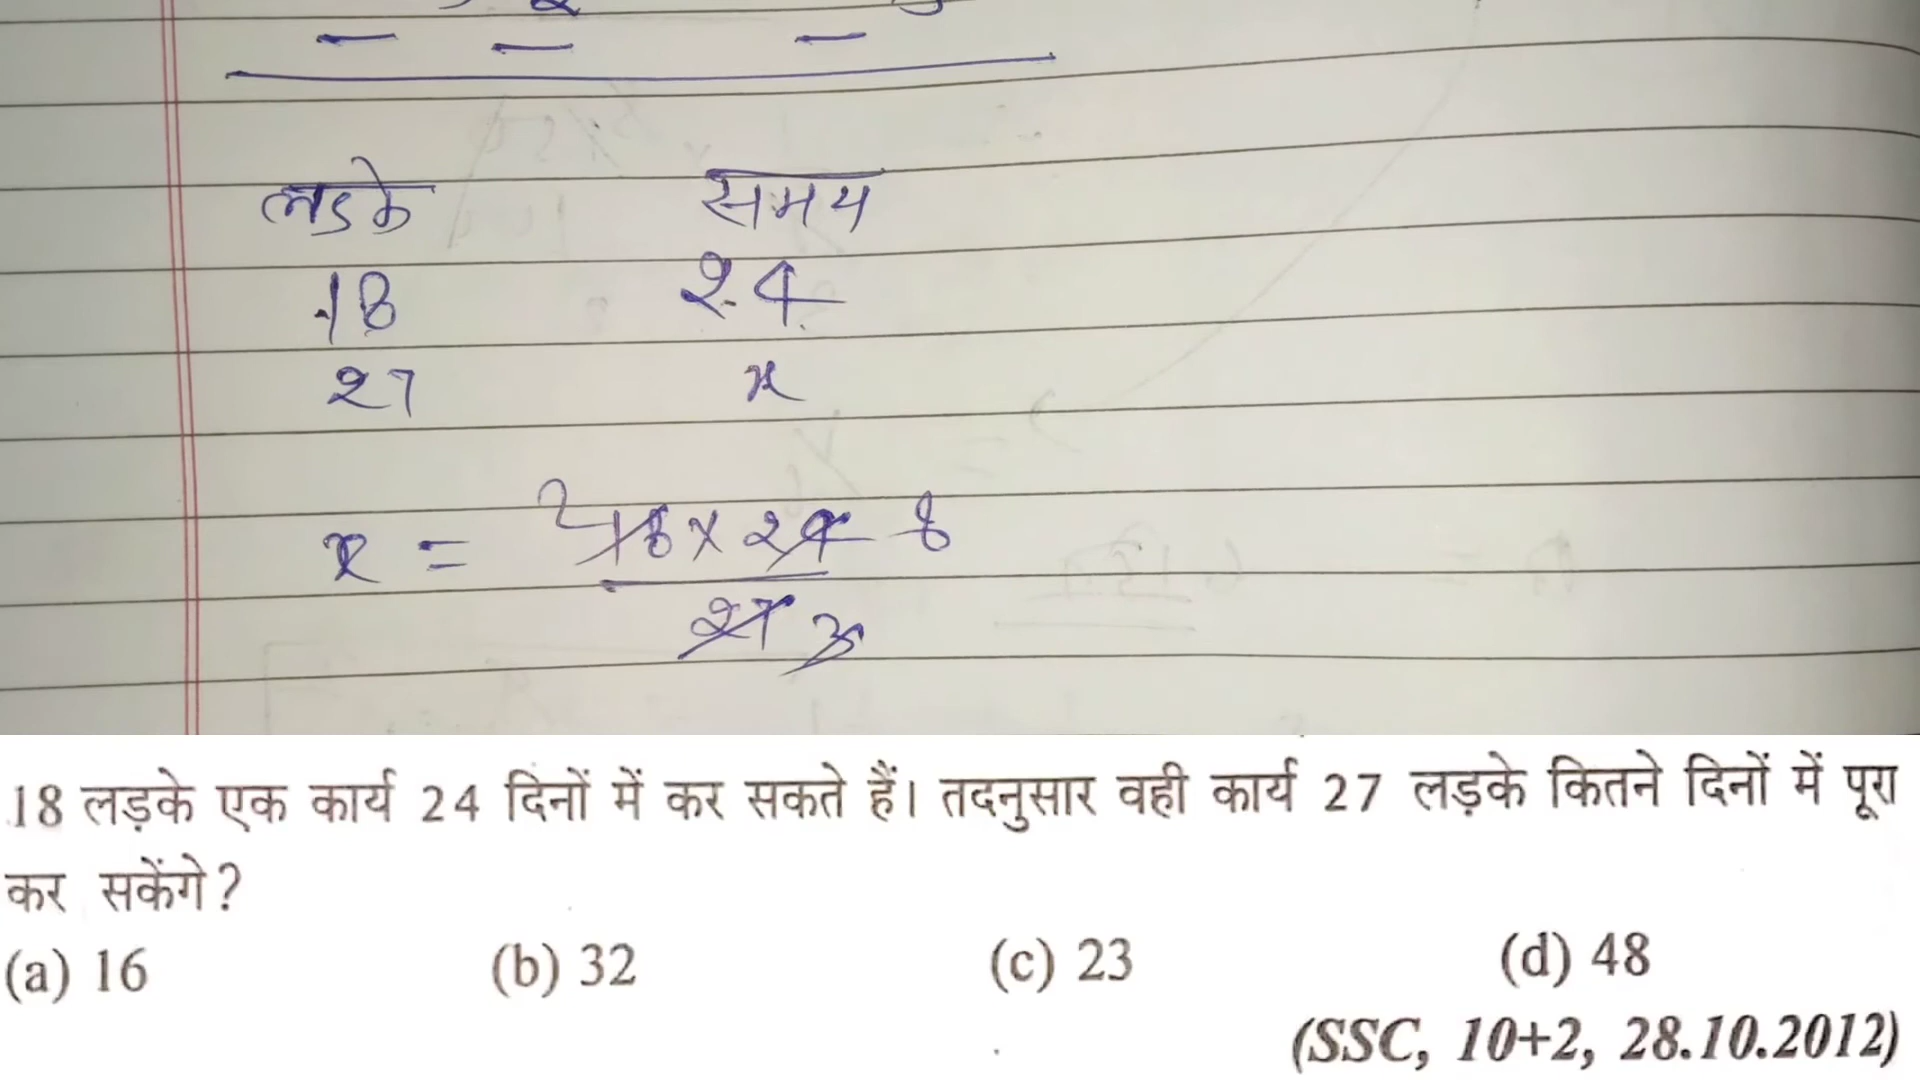 लडके समय
18 24
27 x
x = 2 18 x 24 8
27 3
18 लड़के एक कार्य 24 दिनों में कर सकते हैं। तदनुसार वही कार्य 27 लड़के कितने दिनों में पूरा
कर सकेंगे?
(a) 16 (b) 32 (c) 23 (d) 48
(SSC, 10+2, 28.10.2012)